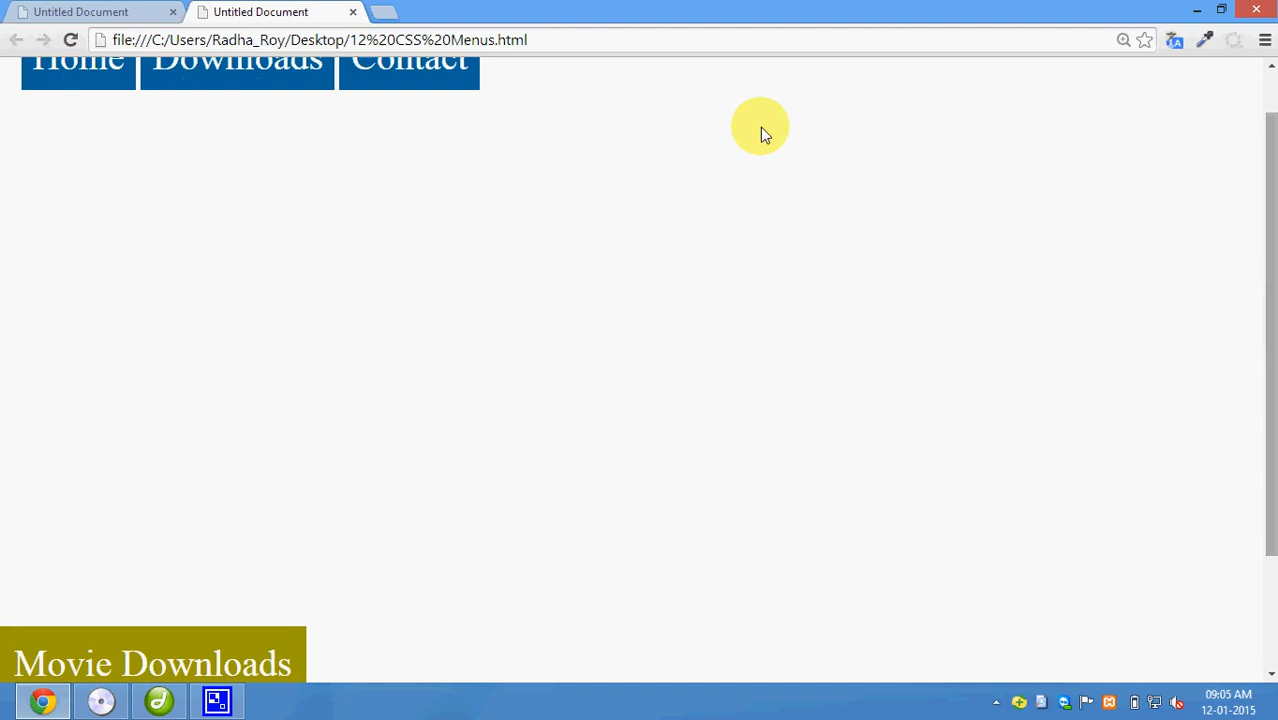 Untitled Document
Untitled Document
file:///C:/Users/Radha_Roy/Desktop/12%20CSS%20Menus.html
Home Downloads Contact
Movie Downloads
09:05 AM
12-01-2015